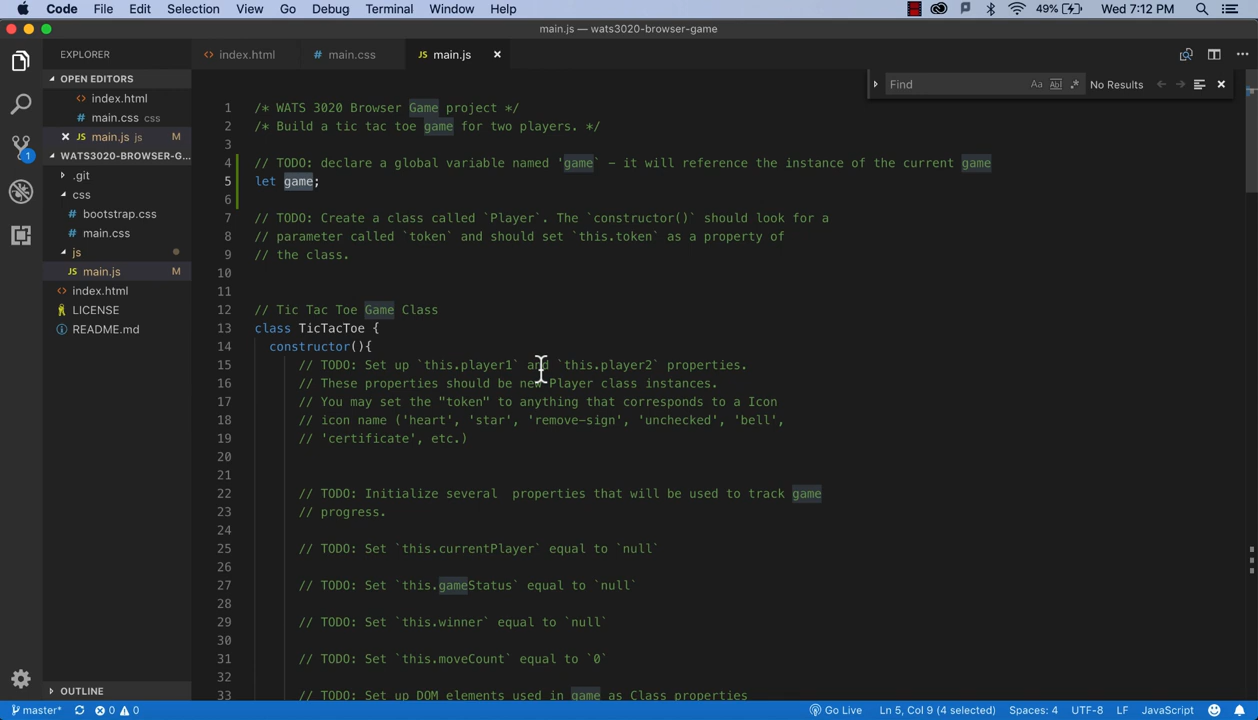 Code File Edit Selection View Go Debug Terminal Window Help 49% Wed 7:12 PM
main.js — wats3020-browser-game
EXPLORER
index.html
main.css
JS main.js
OPEN EDITORS
index.html
main.css css
main.js js M
WATS3020-BROWSER-G...
.git
css
bootstrap.css
main.css
js
JS main.js M
index.html
LICENSE
README.md
OUTLINE
1
Find Aa Abl .* No Results
1 /* WATS 3020 Browser Game project */
2 /* Build a tic tac toe game for two players. */
3
4 // TODO: declare a global variable named 'game` - it will reference the instance of the current game
5 let game;
6
7 // TODO: Create a class called `Player`. The `constructor()` should look for a
8 // parameter called `token` and should set `this.token` as a property of
9 // the class.
10
11
12 // Tic Tac Toe Game Class
13 class TicTacToe {
14 constructor(){
15 // TODO: Set up `this.player1` and `this.player2` properties.
16 // These properties should be new Player class instances.
17 // You may set the "token" to anything that corresponds to a Icon
18 // icon name ('heart', 'star', 'remove-sign', 'unchecked', 'bell',
19 // 'certificate', etc.)
20
21
22 // TODO: Initialize several  properties that will be used to track game
23 // progress.
24
25 // TODO: Set `this.currentPlayer` equal to `null`
26
27 // TODO: Set `this.gameStatus` equal to `null`
28
29 // TODO: Set `this.winner` equal to `null`
30
31 // TODO: Set `this.moveCount` equal to `0`
32
33 // TODO: Set up DOM elements used in game as Class properties
master* 0 0 Go Live Ln 5, Col 9 (4 selected) Spaces: 4 UTF-8 LF JavaScript